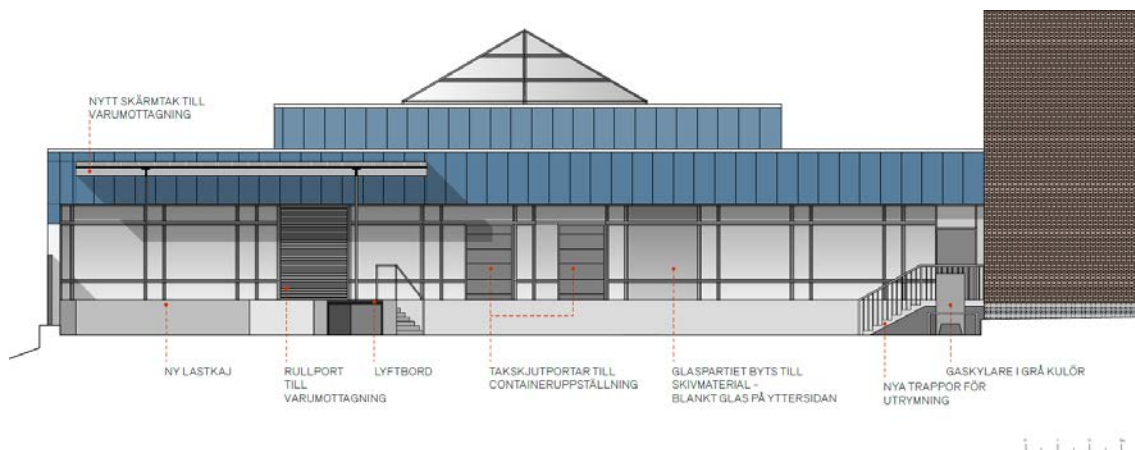 NYTT SKÄRMTAK TILL
VARUMOTTAGNING
NY LASTKAJ
RULLPORT
TILL
VARUMOTTAGNING
LYFTBORD
TAKSKJUTPORTAR TILL
CONTAINERUPPSTÄLLNING
GLASPARTIET BYTS TILL
SKIVMATERIAL –
BLANKT GLAS PÅ YTTERSIDAN
NYA TRAPPOR FÖR
UTRYMNING
GASKYLARE I GRÅ KULÖR